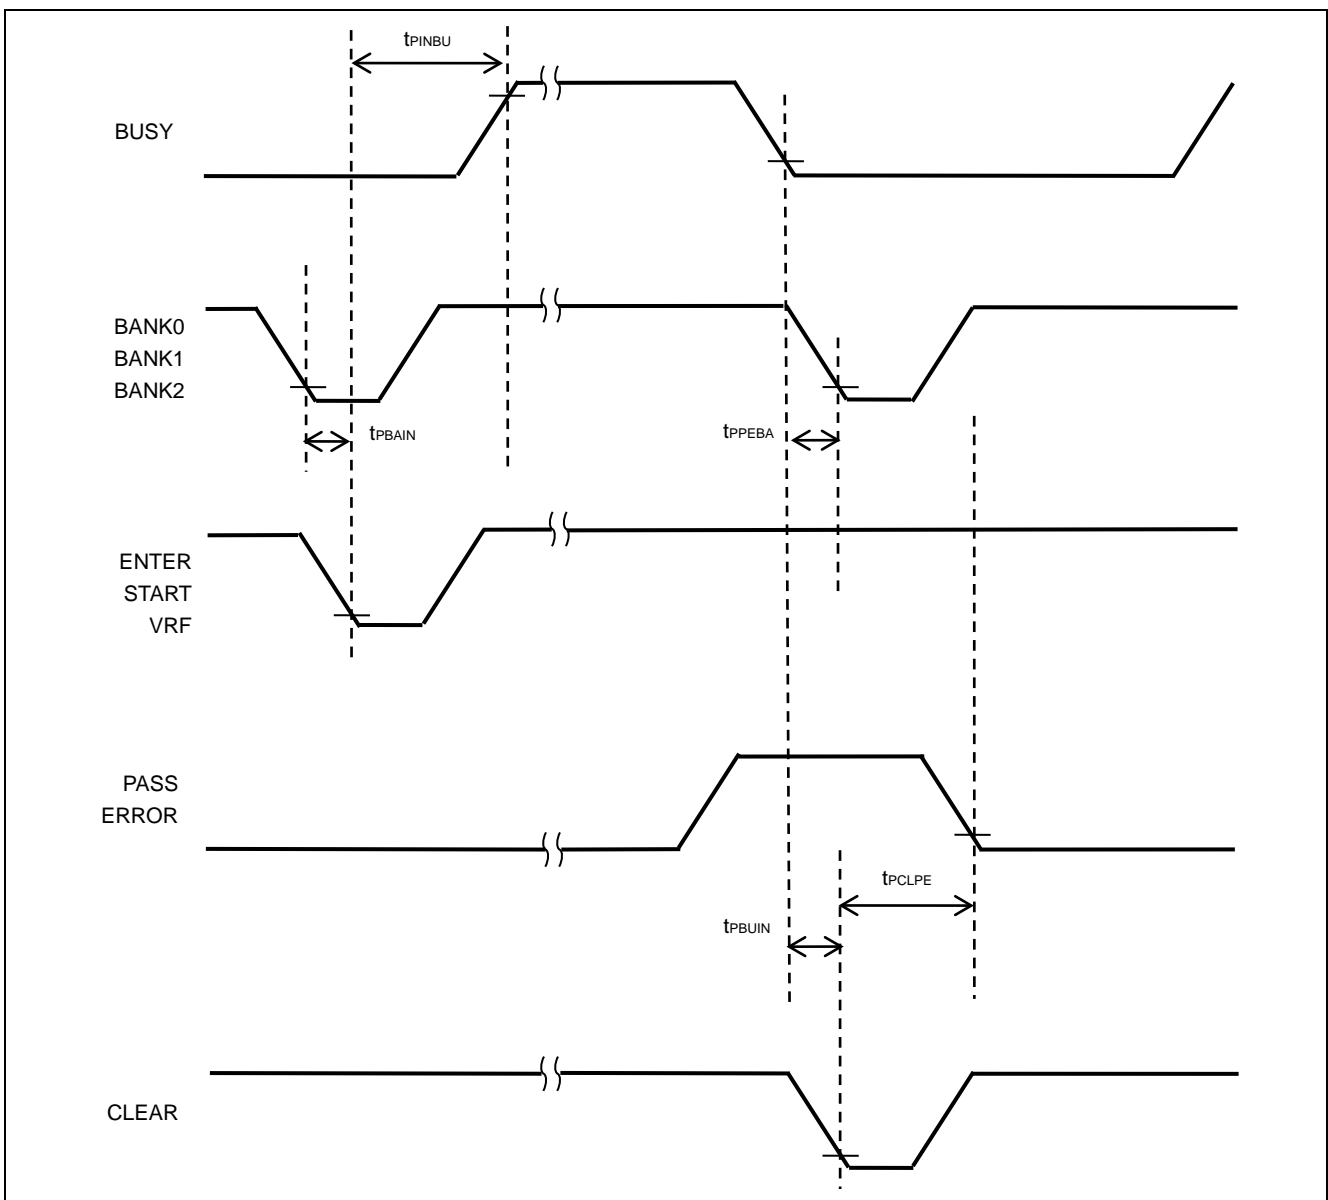 tPINBU
BUSY
BANK0
BANK1
BANK2
tPBAIN
tPPEBA
ENTER
START
VRF
PASS
ERROR
tPCLPE
tPBUIN
CLEAR